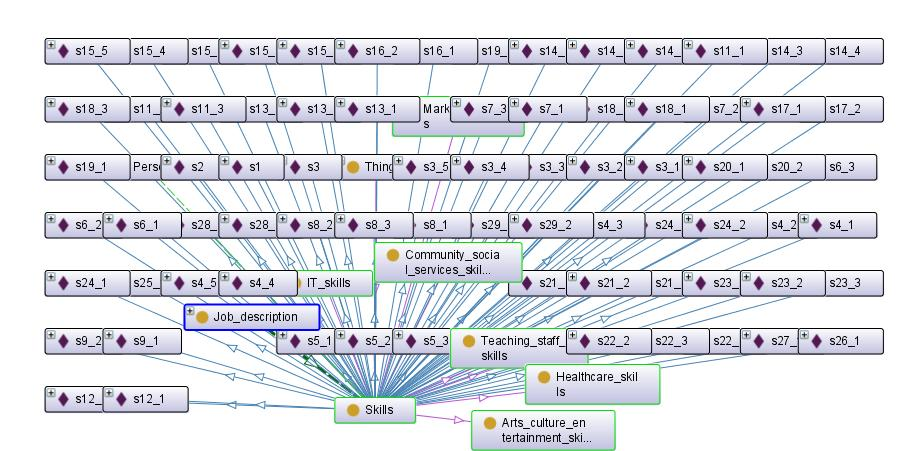 s15_5 s15_4 s15_ s15_ s15_ s16_2 s16_1 s19_ s14_ s14_ s14_ s11_1 s14_3 s14_4
s18_3 s11_ s11_3 s13_ s13_ s13_1 Mark s7_3 s7_1 s18_ s18_1 s7_2 s17_1 s17_2
s
s19_1 Pers s2 s1 s3 Thing s3_5 s3_4 s3_3 s3_2 s3_1 s20_1 s20_2 s6_3
s6_2 s6_1 s28_ s28_ s8_2 s8_3 s8_1 s29_ s29_2 s4_3 s24_ s24_2 s4_2 s4_1
Community_socia
l_services_skil...
s24_1 s25_ s4_5 s4_4 IT_skills s21_ s21_2 s21_ s23_ s23_2 s23_3
Job_description
s9_2 s9_1 s5_1 s5_2 s5_3 Teaching_staff_ s22_2 s22_3 s22_ s27_ s26_1
skills
Healthcare_skil
ls
s12_ s12_1 Skills
Arts_culture_en
tertainment_ski...